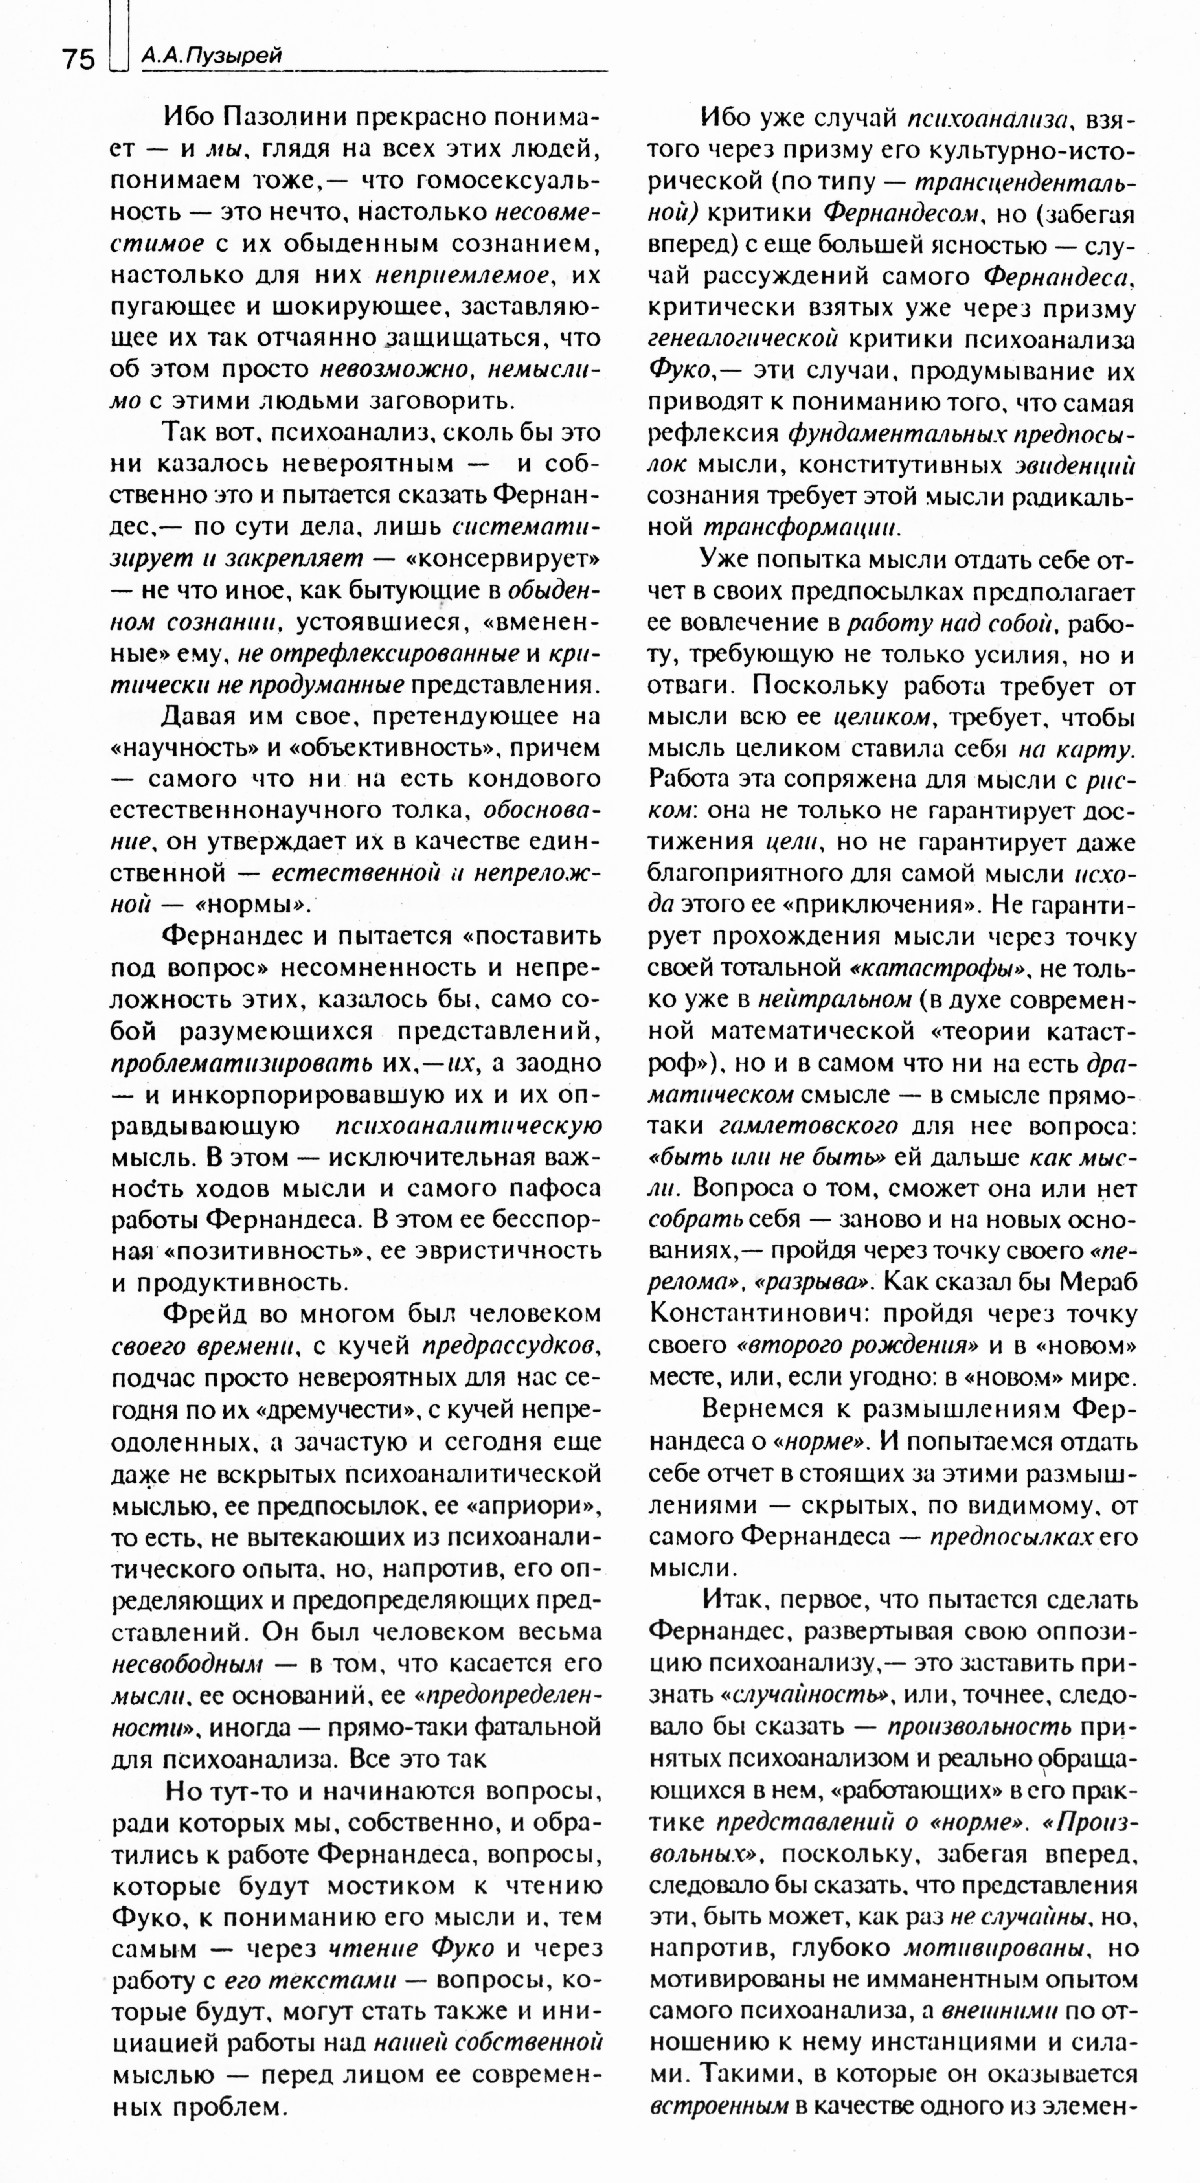 75
А.А.Пузырей
Ибо Пазолини прекрасно понима-
ет — и мы, глядя на всех этих людей,
понимаем тоже,— что гомосексуаль-
ность — это нечто, настолько несовме-
стимое с их обыденным сознанием,
настолько для них неприемлемое, их
пугающее и шокирующее, заставляю-
щее их так отчаянно защищаться, что
об этом просто невозможно, немысли-
мо с этими людьми заговорить.
Так вот, психоанализ, сколь бы это
ни казалось невероятным — и соб-
ственно это и пытается сказать Фернан-
дес,— по сути дела, лишь системати-
зирует и закрепляет — «консервирует»
— не что иное, как бытующие в обыден-
ном сознании, устоявшиеся, «вменен-
ные» ему, не отрефлексированные и кри-
тически не продуманные представления.
Давая им свое, претендующее на
«научность» и «объективность», причем
— самого что ни на есть кондового
естественнонаучного толка, обоснова-
ние, он утверждает их в качестве един-
ственной — естественной и непрелож-
ной — «нормы».
Фернандес и пытается «поставить
под вопрос» несомненность и непре-
ложность этих, казалось бы, само со-
бой разумеющихся представлений,
проблематизировать их,—их, а заодно
— и инкорпорировавшую их и их оп-
равдывающую психоаналитическую
мысль. В этом — исключительная важ-
ность ходов мысли и самого пафоса
работы Фернандеса. В этом ее бесспор-
ная «позитивность», ее эвристичность
и продуктивность.
Фрейд во многом был человеком
своего времени, с кучей предрассудков,
подчас просто невероятных для нас се-
годня по их «дремучести», с кучей непре-
одоленных, а зачастую и сегодня еще
даже не вскрытых психоаналитической
мыслью, ее предпосылок, ее «априори»,
то есть, не вытекающих из психоанали-
тического опыта, но, напротив, его оп-
ределяющих и предопределяющих пред-
ставлений. Он был человеком весьма
несвободным — в том, что касается его
мысли, ее оснований, ее «предопределен-
ности», иногда — прямо-таки фатальной
для психоанализа. Все это так
Но тут-то и начинаются вопросы,
ради которых мы, собственно, и обра-
тились к работе Фернандеса, вопросы,
которые будут мостиком к чтению
Фуко, к пониманию его мысли и, тем
самым — через чтение Фуко и через
работу с его текстами — вопросы, ко-
торые будут, могут стать также и ини-
циацией работы над нашей собственной
мыслью — перед лицом ее современ-
ных проблем.
Ибо уже случай психоанализа, взя-
того через призму его культурно-исто-
рической (по типу — трансценденталь-
ной) критики Фернандесом, но (забегая
вперед) с еще большей ясностью — слу-
чай рассуждений самого Фернандеса,
критически взятых уже через призму
генеалогической критики психоанализа
Фуко,— эти случаи, продумывание их
приводят к пониманию того, что самая
рефлексия фундаментальных предпосы-
лок мысли, конститутивных эвиденций
сознания требует этой мысли радикаль-
ной трансформации.
Уже попытка мысли отдать себе от-
чет в своих предпосылках предполагает
ее вовлечение в работу над собой, рабо-
ту, требующую не только усилия, но и
отваги. Поскольку работа требует от
мысли всю ее целиком, требует, чтобы
мысль целиком ставила себя на карту.
Работа эта сопряжена для мысли с рис-
ком: она не только не гарантирует дос-
тижения цели, но не гарантирует даже
благоприятного для самой мысли исхо-
да этого ее «приключения». Не гаранти-
рует прохождения мысли через точку
своей тотальной «катастрофы», не толь-
ко уже в нейтральном (в духе современ-
ной математической «теории катаст-
роф»), но и в самом что ни на есть дра-
матическом смысле — в смысле прямо-
таки гамлетовского для нее вопроса:
«быть или не быть» ей дальше как мыс-
ли. Вопроса о том, сможет она или нет
собрать себя — заново и на новых осно-
ваниях,— пройдя через точку своего «пе-
релома», «разрыва». Как сказал бы Мераб
Константинович: пройдя через точку
своего «второго рождения» и в «новом»
месте, или, если угодно: в «новом» мире.
Вернемся к размышлениям Фер-
нандеса о «норме». И попытаемся отдать
себе отчет в стоящих за этими размыш-
лениями — скрытых, по видимому, от
самого Фернандеса — предпосылках его
мысли.
Итак, первое, что пытается сделать
Фернандес, развертывая свою оппози-
цию психоанализу,— это заставить при-
знать «случайность», или, точнее, следо-
вало бы сказать — произвольность при-
нятых психоанализом и реально обраща-
ющихся в нем, «работающих» в его прак-
тике представлений о «норме». «Произ-
вольных», поскольку, забегая вперед,
следовало бы сказать, что представления
эти, быть может, как раз не случайны, но,
напротив, глубоко мотивированы, но
мотивированы не имманентным опытом
самого психоанализа, а внешними по от-
ношению к нему инстанциями и сила-
ми. Такими, в которые он оказывается
встроенным в качестве одного из элемен-